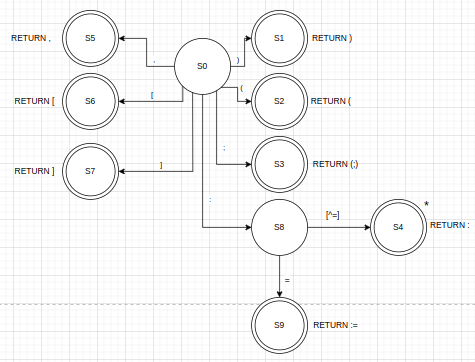 RETURN ,
S5
S0
S1
RETURN )
,
)
RETURN [
S6
[
(
S2
RETURN (
RETURN ]
S7
]
;
S3
RETURN (;)
:
S8
[^=]
S4
*
RETURN :
=
S9
RETURN :=